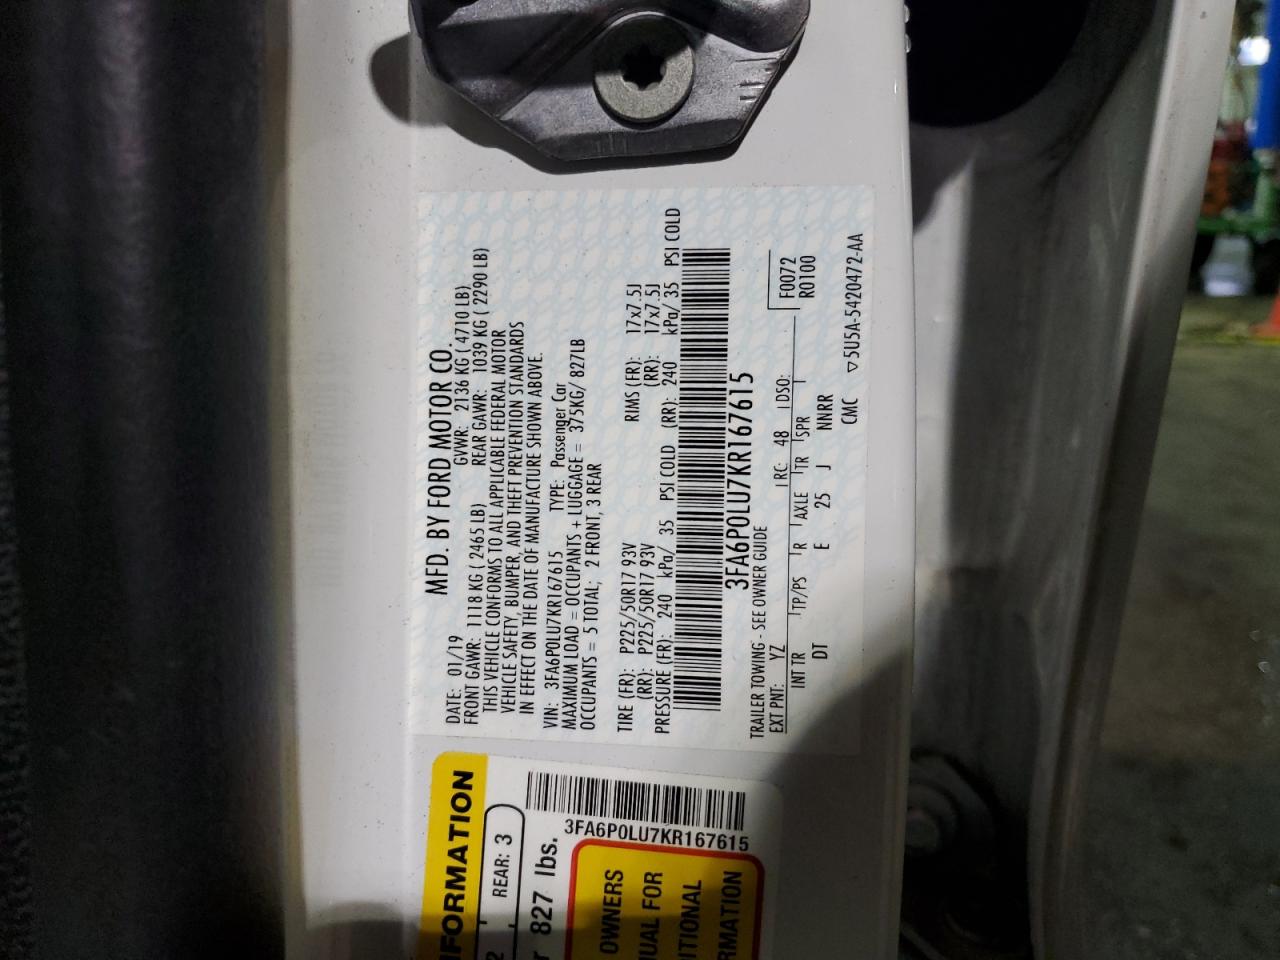 MFD. BY FORD MOTOR CO.
DATE: 01/19 GVWR: 2136 KG ( 4710 LB)
FRONT GAWR: 1118 KG ( 2465 LB) REAR GAWR: 1039 KG ( 2290 LB)
THIS VEHICLE CONFORMS TO ALL APPLICABLE FEDERAL MOTOR
VEHICLE SAFETY, BUMPER, AND THEFT PREVENTION STANDARDS
IN EFFECT ON THE DATE OF MANUFACTURE SHOWN ABOVE.
VIN: 3FA6P0LU7KR167615 TYPE: Passenger Car
MAXIMUM LOAD = OCCUPANTS + LUGGAGE = 375KG/ 827LB
OCCUPANTS = 5 TOTAL; 2 FRONT, 3 REAR
TIRE (FR): P225/50R17 93V RIMS (FR): 17x7.5J
(RR): P225/50R17 93V (RR): 17x7.5J
PRESSURE (FR): 240 kPa/ 35 PSI COLD (RR): 240 kPa/ 35 PSI COLD
3FA6P0LU7KR167615
TRAILER TOWING - SEE OWNER GUIDE
F0072
EXT PNT: YZ RC: 48 DSO: R0100
INT TR TP/PS R AXLE TR SPR
DT E 25 J NNRR
CMC 5U5A-5420472-AA
FORMATION
2 REAR: 3
r 827 lbs.
3FA6P0LU7KR167615
OWNERS
UAL FOR
ITIONAL
RMATION